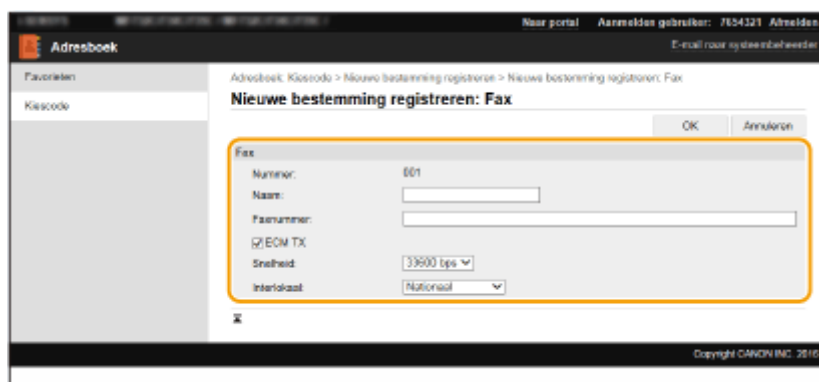 Naar portal Aanmelden gebruiker: 7654321 Afmelden
Adresboek
E-mail naar systeembeheerder
Favorieten
Kiescode
Adresboek: Kiescode > Nieuwe bestemming registreren > Nieuwe bestemming registreren: Fax
Nieuwe bestemming registreren: Fax
OK Annuleren
Fax
Nummer: 001
Naam:
Faxnummer:
ECM TX
Snelheid: 33600 bps
Interlokaal: Nationaal
Copyright CANON INC. 2016